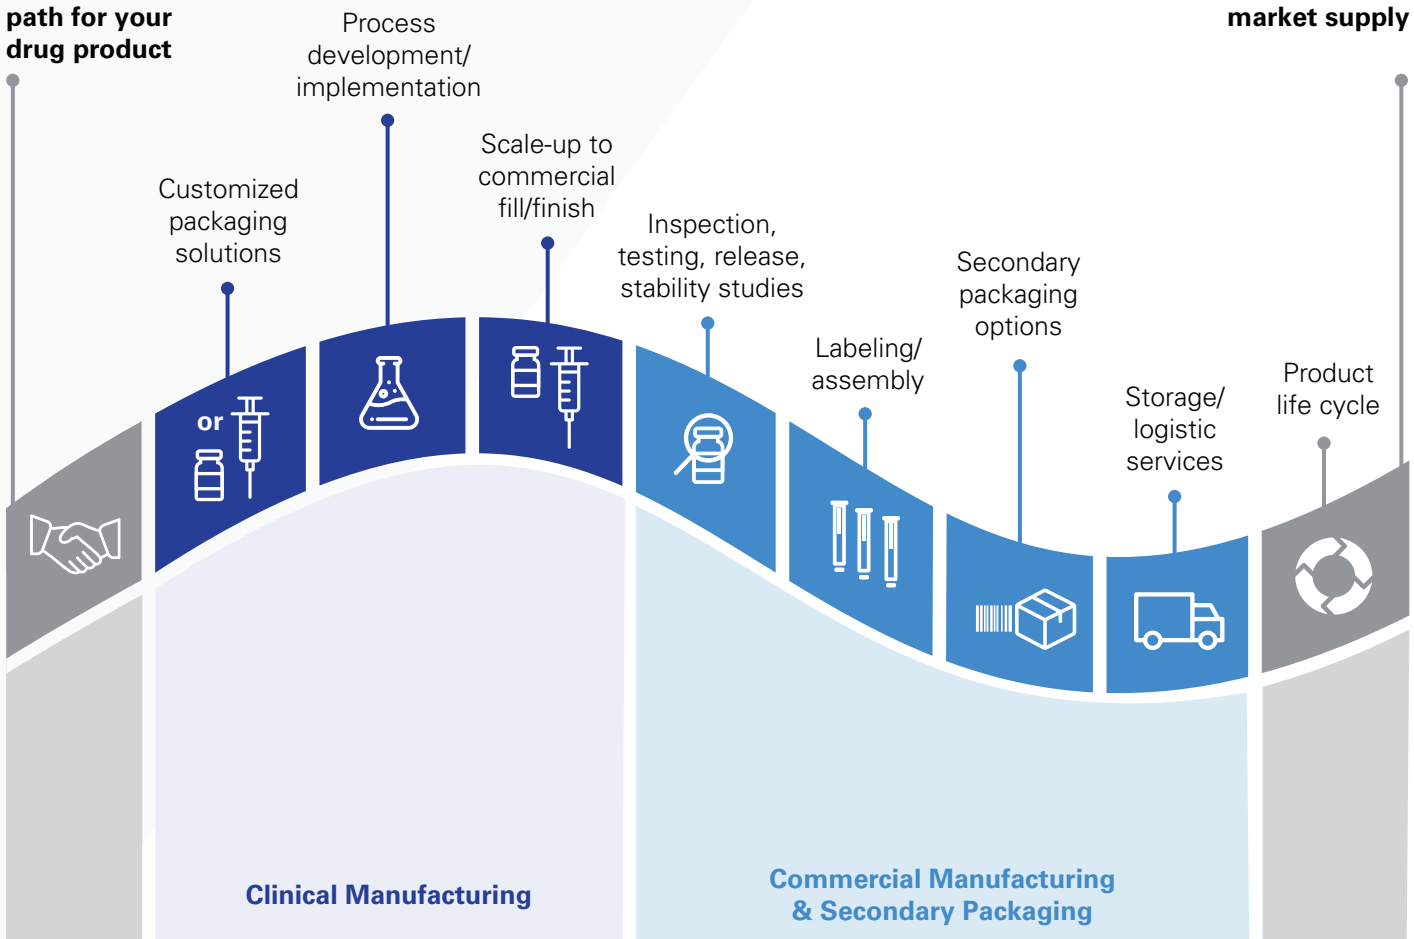 path for your
drug product
Process
development/
implementation
market supply
Customized
packaging
solutions
Scale-up to
commercial
fill/finish
Inspection,
testing, release,
stability studies
Labeling/
assembly
Secondary
packaging
options
Storage/
logistic
services
Product
life cycle
or
Clinical Manufacturing
Commercial Manufacturing
& Secondary Packaging